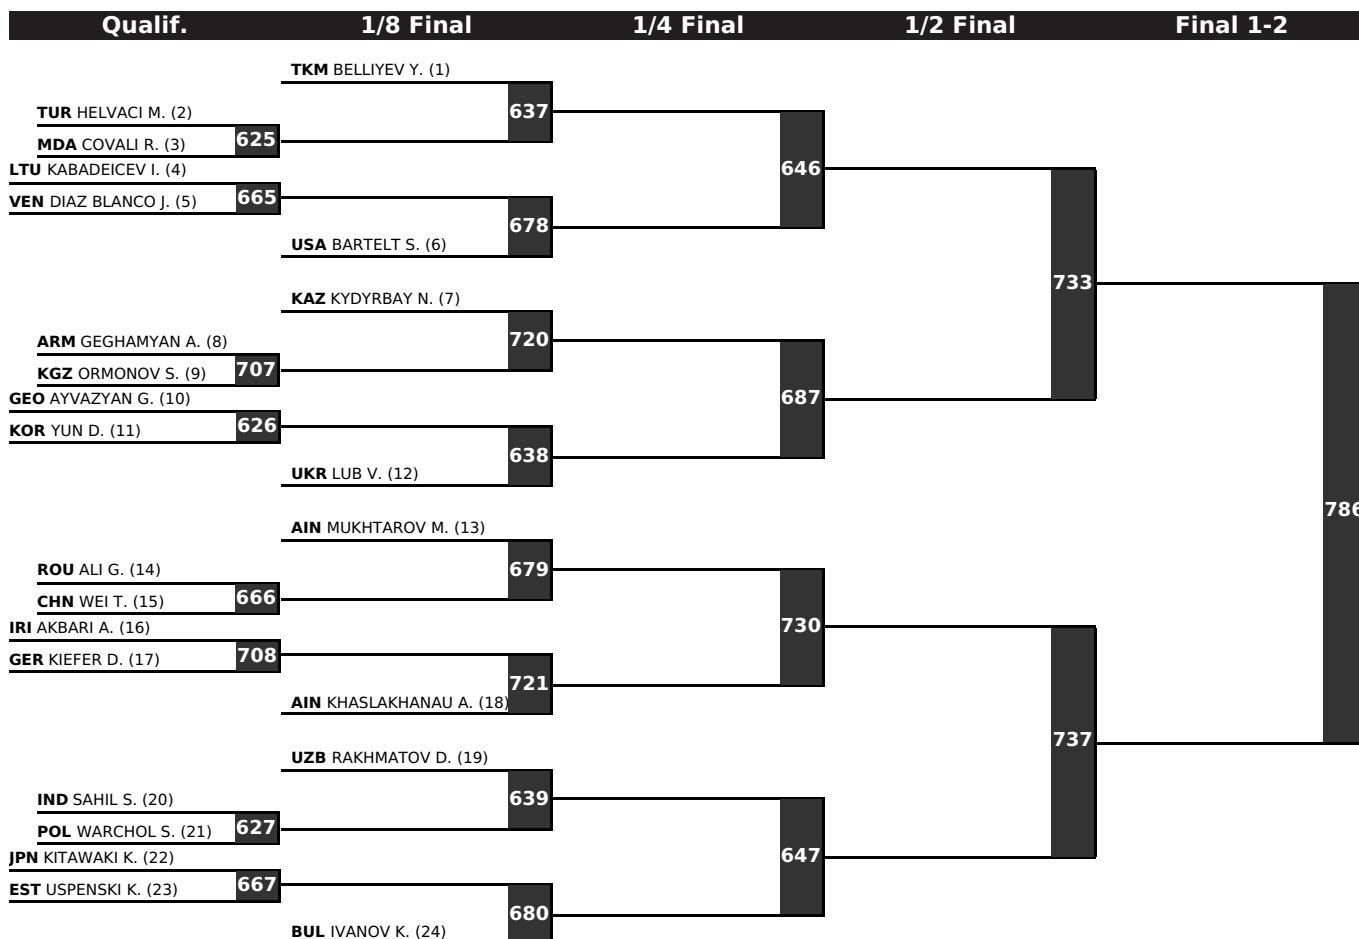 Qualif. 1/8 Final 1/4 Final 1/2 Final Final 1-2
TKM BELLIYEV Y. (1)
TUR HELVACI M. (2)
637
MDA COVALI R. (3)
625
LTU KABADEICEV I. (4)
646
VEN DIAZ BLANCO J. (5)
665
678
USA BARTELT S. (6)
733
KAZ KYDYRBAY N. (7)
ARM GEGHAMYAN A. (8)
720
KGZ ORMONOV S. (9)
707
GEO AYVAZYAN G. (10)
687
KOR YUN D. (11)
626
638
UKR LUB V. (12)
786
AIN MUKHTAROV M. (13)
ROU ALI G. (14)
679
CHN WEI T. (15)
666
IRI AKBARI A. (16)
730
GER KIEFER D. (17)
708
721
AIN KHASLAKHANAU A. (18)
737
UZB RAKHMATOV D. (19)
IND SAHIL S. (20)
639
POL WARCHOL S. (21)
627
JPN KITAWAKI K. (22)
647
EST USPENSKI K. (23)
667
680
BUL IVANOV K. (24)